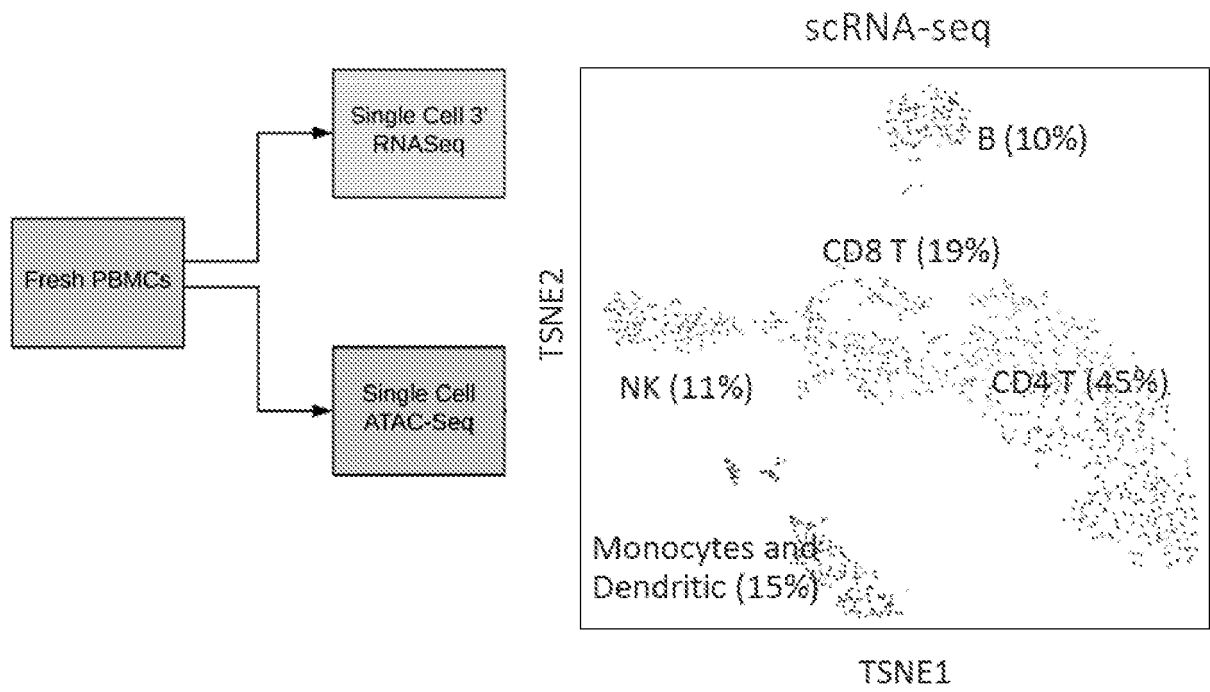 scRNA-seq
Single Cell 3'
RNASeq
Fresh PBMCs
Single Cell
ATAC-Seq
TSNE2
B (10%)
CD8 T (19%)
NK (11%)
CD4 T (45%)
Monocytes and
Dendritic (15%)
TSNE1